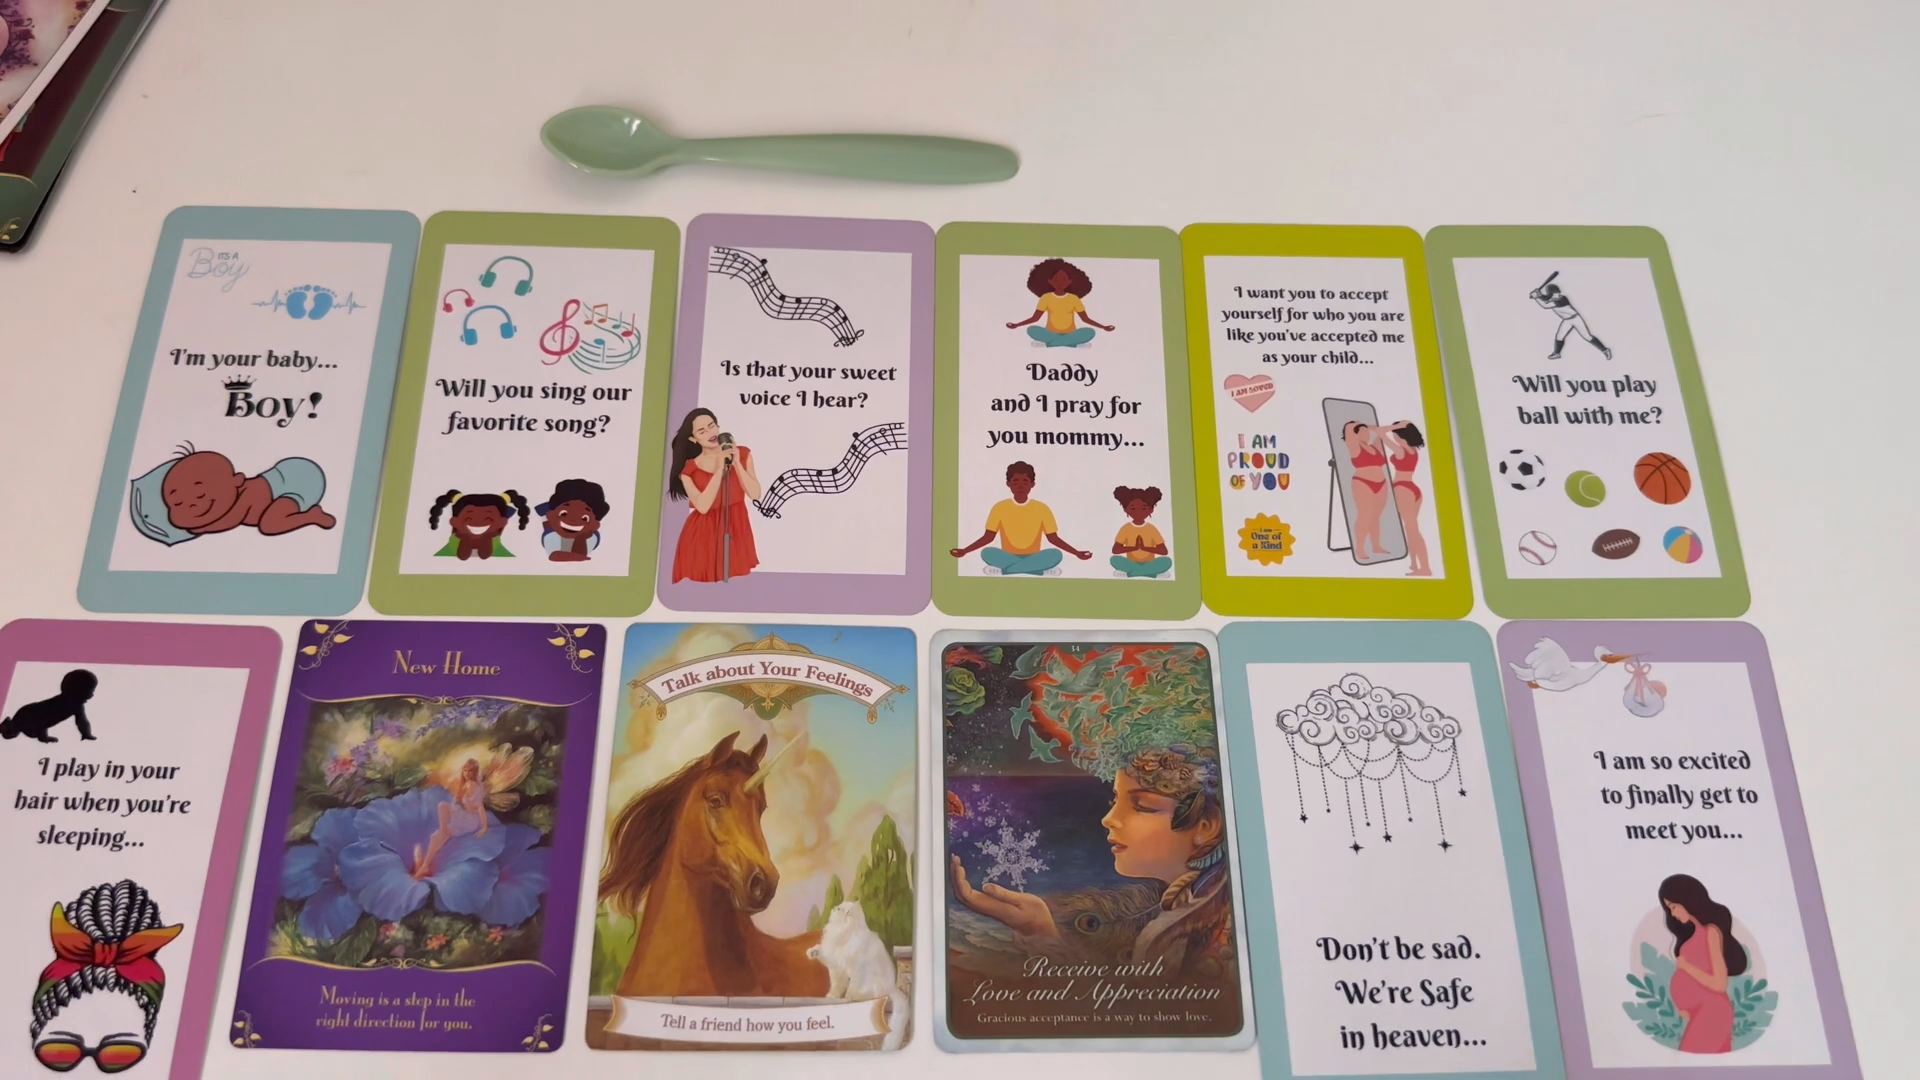 IT'S A
Boy
I'm your baby...
Boy!
Will you sing our
favorite song?
Is that your sweet
voice I hear?
Daddy
and I pray for
you mommy...
I want you to accept
yourself for who you are
like you've accepted me
as your child...
I AM LOVED
I AM
PROUD
OF YOU
I am
One of
a Kind
Will you play
ball with me?
I play in your
hair when you're
sleeping...
New Home
Moving is a step in the
right direction for you.
Talk about Your Feelings
Tell a friend how you feel.
34
Receive with
Love and Appreciation
Gracious acceptance is a way to show love.
Don't be sad.
We're Safe
in heaven...
I am so excited
to finally get to
meet you...